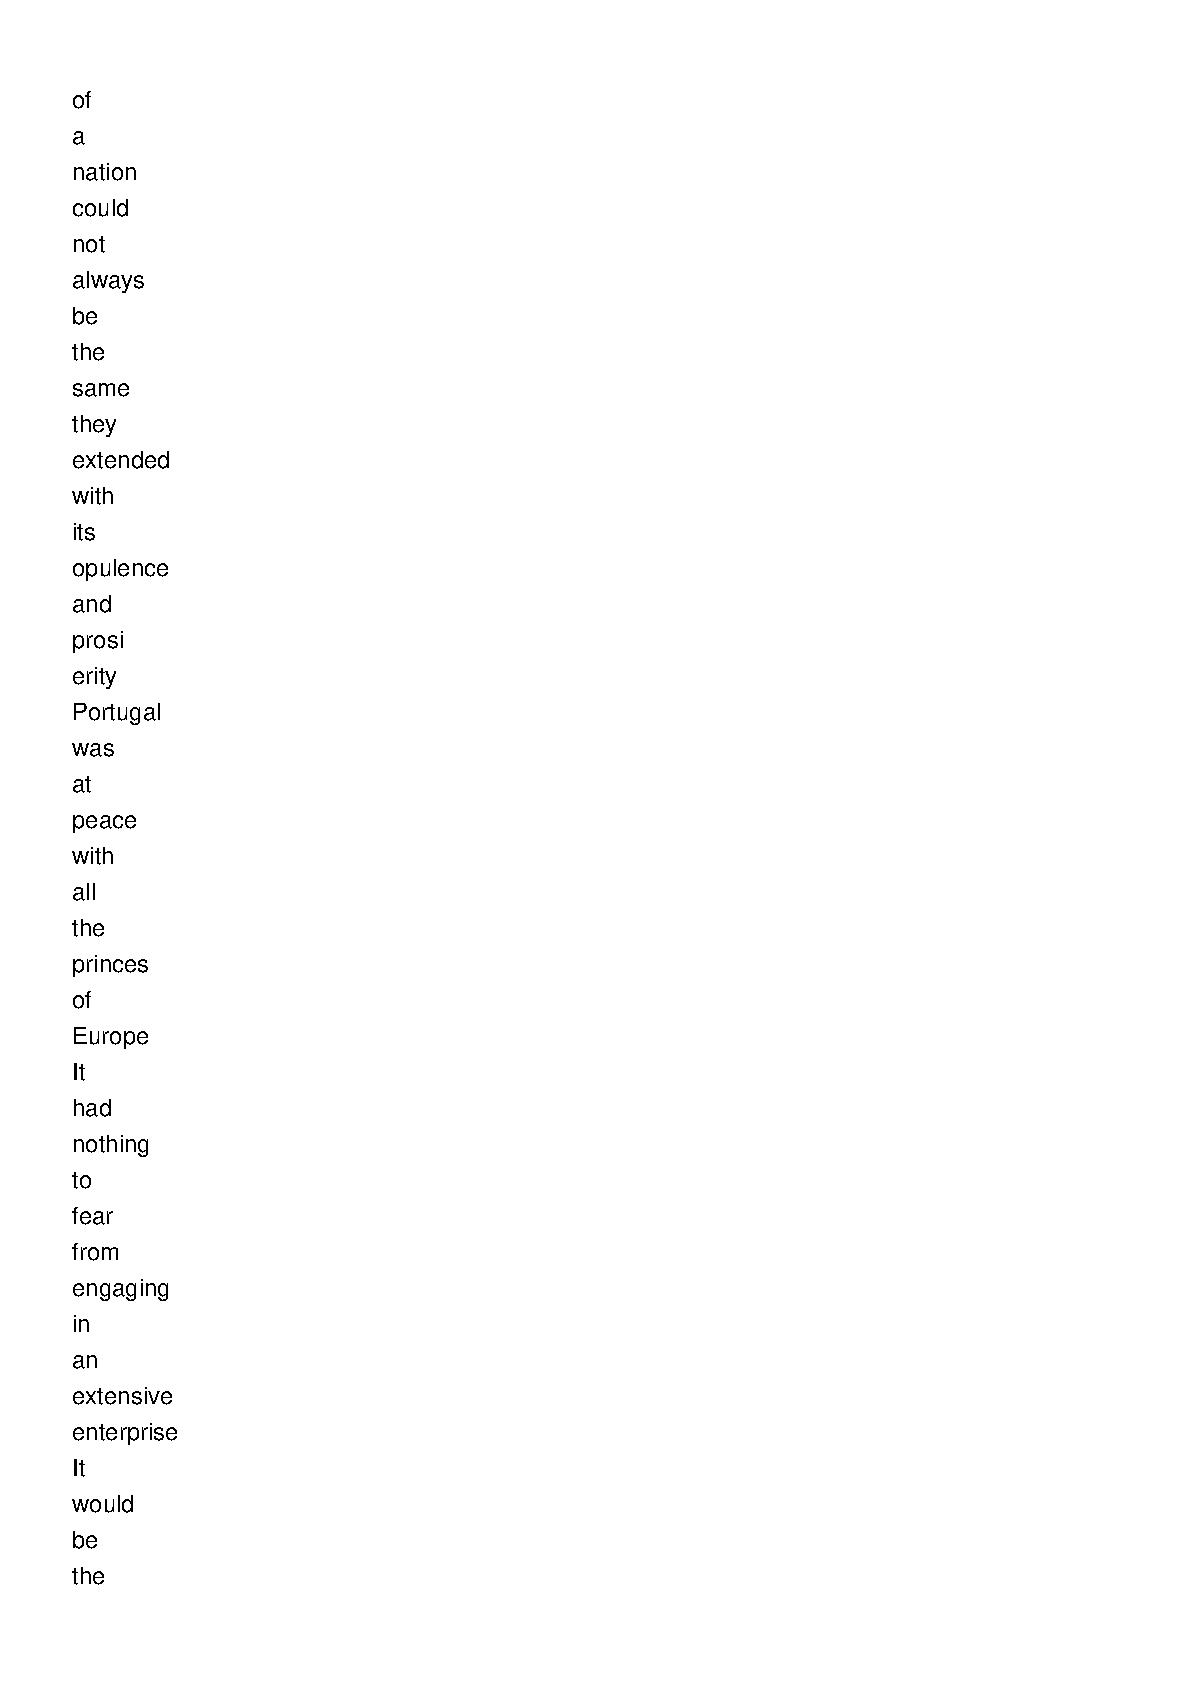 of
a
nation
could
not
always
be
the
same
they
extended
with
its
opulence
and
prosi
erity
Portugal
was
at
peace
with
all
the
princes
of
Europe
It
had
nothing
to
fear
from
engaging
in
an
extensive
enterprise
It
would
be
the